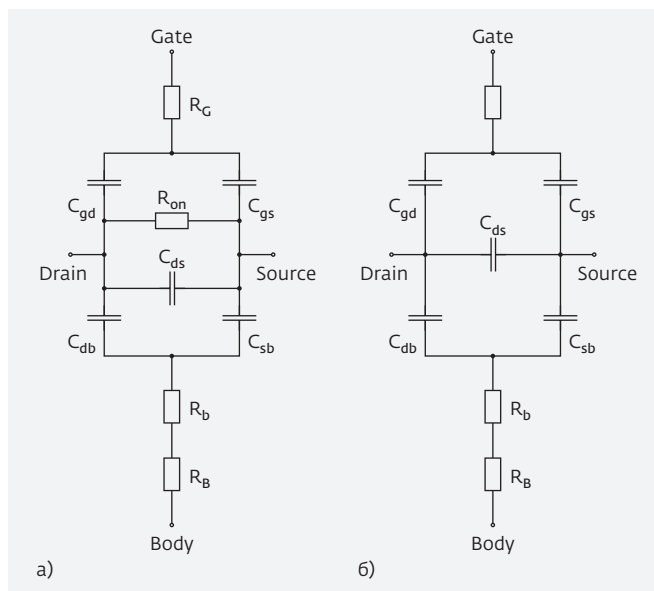 Gate
R_G
C_gd
R_on
C_gs
C_ds
Drain
Source
C_db
C_sb
R_b
R_B
Body
а)
Gate
C_gd
C_gs
C_ds
Drain
Source
C_db
C_sb
R_b
R_B
Body
б)